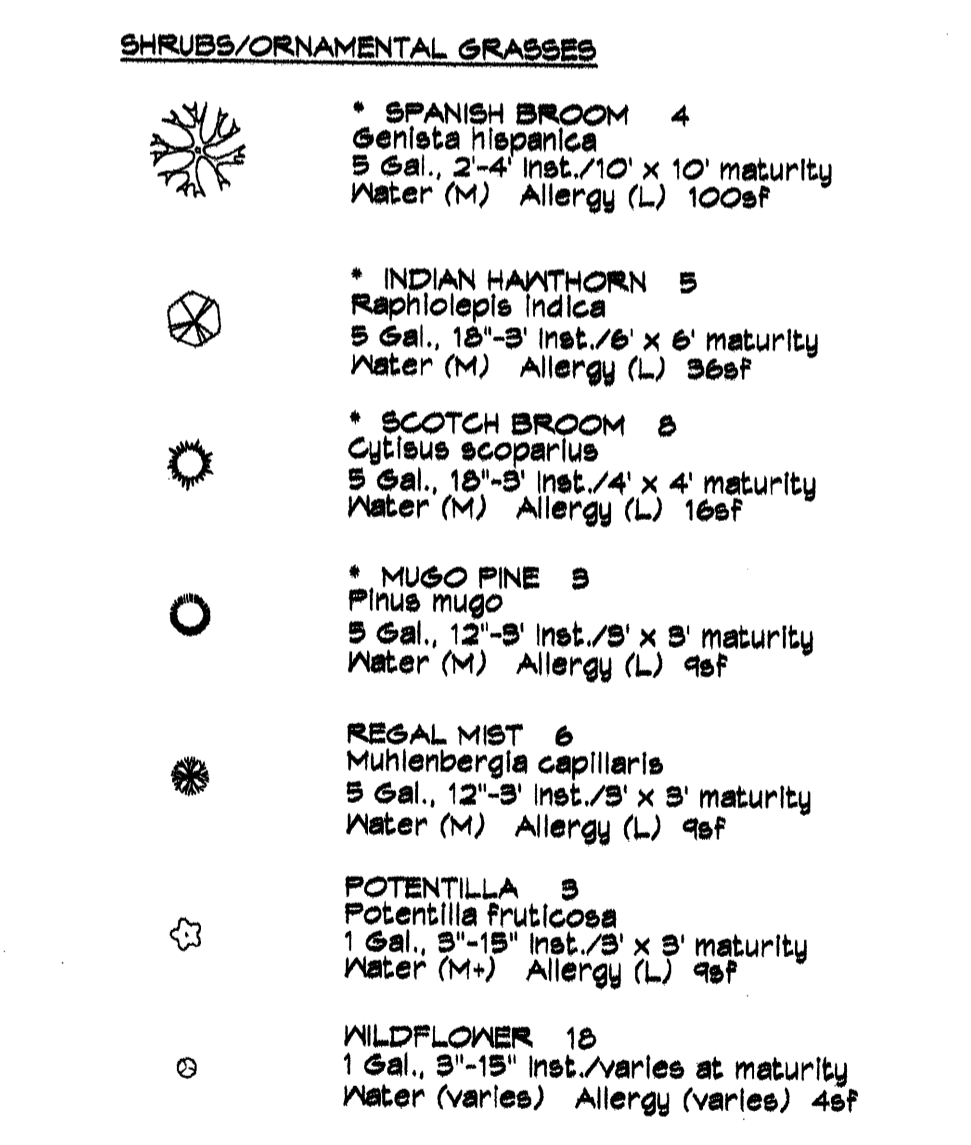 SHRUBS/ORNAMENTAL GRASSES
* SPANISH BROOM 4
Genista hispanica
5 Gal., 2'-4' Inst./10' x 10' maturity
Water (M) Allergy (L) 100sf
* INDIAN HAWTHORN 5
Raphiolepis indica
5 Gal., 18"-3' Inst./6' x 6' maturity
Water (M) Allergy (L) 36sf
* SCOTCH BROOM 8
Cytisus scoparius
5 Gal., 18"-3' Inst./4' x 4' maturity
Water (M) Allergy (L) 16sf
* MUGO PINE 3
Pinus mugo
5 Gal., 12"-3' Inst./3' x 3' maturity
Water (M) Allergy (L) 9sf
REGAL MIST 6
Muhlenbergia capillaris
5 Gal., 12"-3' Inst./3' x 3' maturity
Water (M) Allergy (L) 9sf
POTENTILLA 3
Potentilla fruticosa
1 Gal., 3"-15" Inst./3' x 3' maturity
Water (M+) Allergy (L) 9sf
WILDFLOWER 18
1 Gal., 3"-15" Inst./varies at maturity
Water (varies) Allergy (varies) 4sf